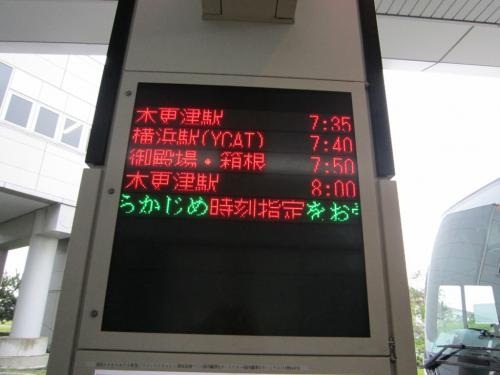 木更津駅 7:35
横浜駅(YCAT) 7:40
御殿場・箱根 7:50
木更津駅 8:00
らかじめ時刻指定をお